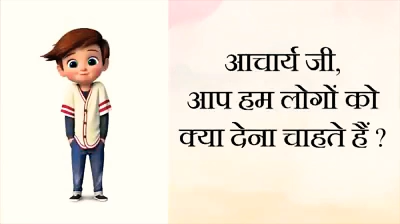 आचार्य जी,
आप हम लोगों को
क्या देना चाहते हैं ?